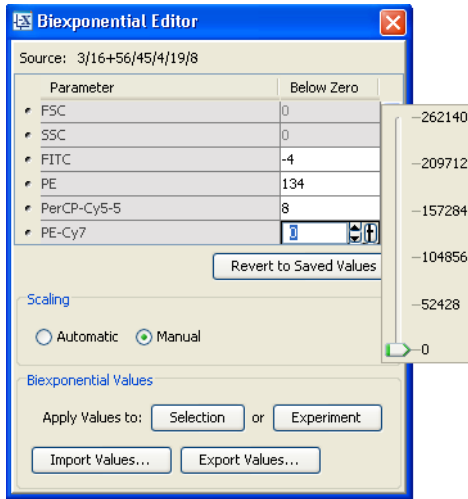 Biexponential Editor
Source: 3/16+56/45/4/19/8
Parameter Below Zero
FSC 0
SSC 0
FITC -4
PE 134
PerCP-Cy5-5 8
PE-Cy7 0
262140
209712
157284
104856
52428
0
Revert to Saved Values
Scaling
Automatic Manual
Biexponential Values
Apply Values to: Selection or Experiment
Import Values... Export Values...